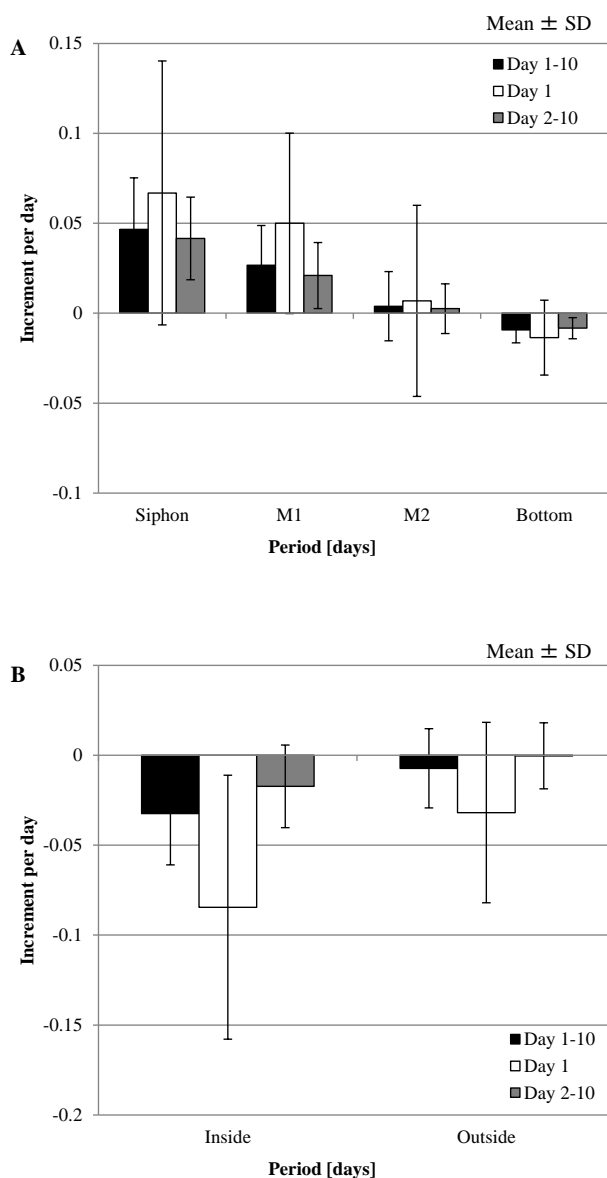 A
Mean ± SD
Day 1-10
Day 1
Day 2-10
0.15
0.1
0.05
0
-0.05
-0.1
Increment per day
Siphon M1 M2 Bottom
Period [days]
B
Mean ± SD
0.05
0
-0.05
-0.1
-0.15
-0.2
Increment per day
Day 1-10
Day 1
Day 2-10
Inside Outside
Period [days]